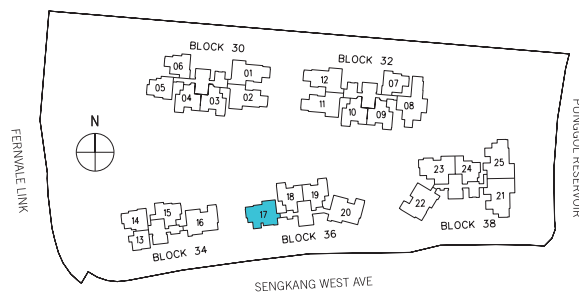 BLOCK 30
06
01
05
04
03
02
BLOCK 32
12
07
11
10
09
08
N
FERNVALE LINK
PUNGGOL RESERVOIR
14
15
16
13
BLOCK 34
17
18
19
20
BLOCK 36
23
24
25
22
21
BLOCK 38
SENGKANG WEST AVE